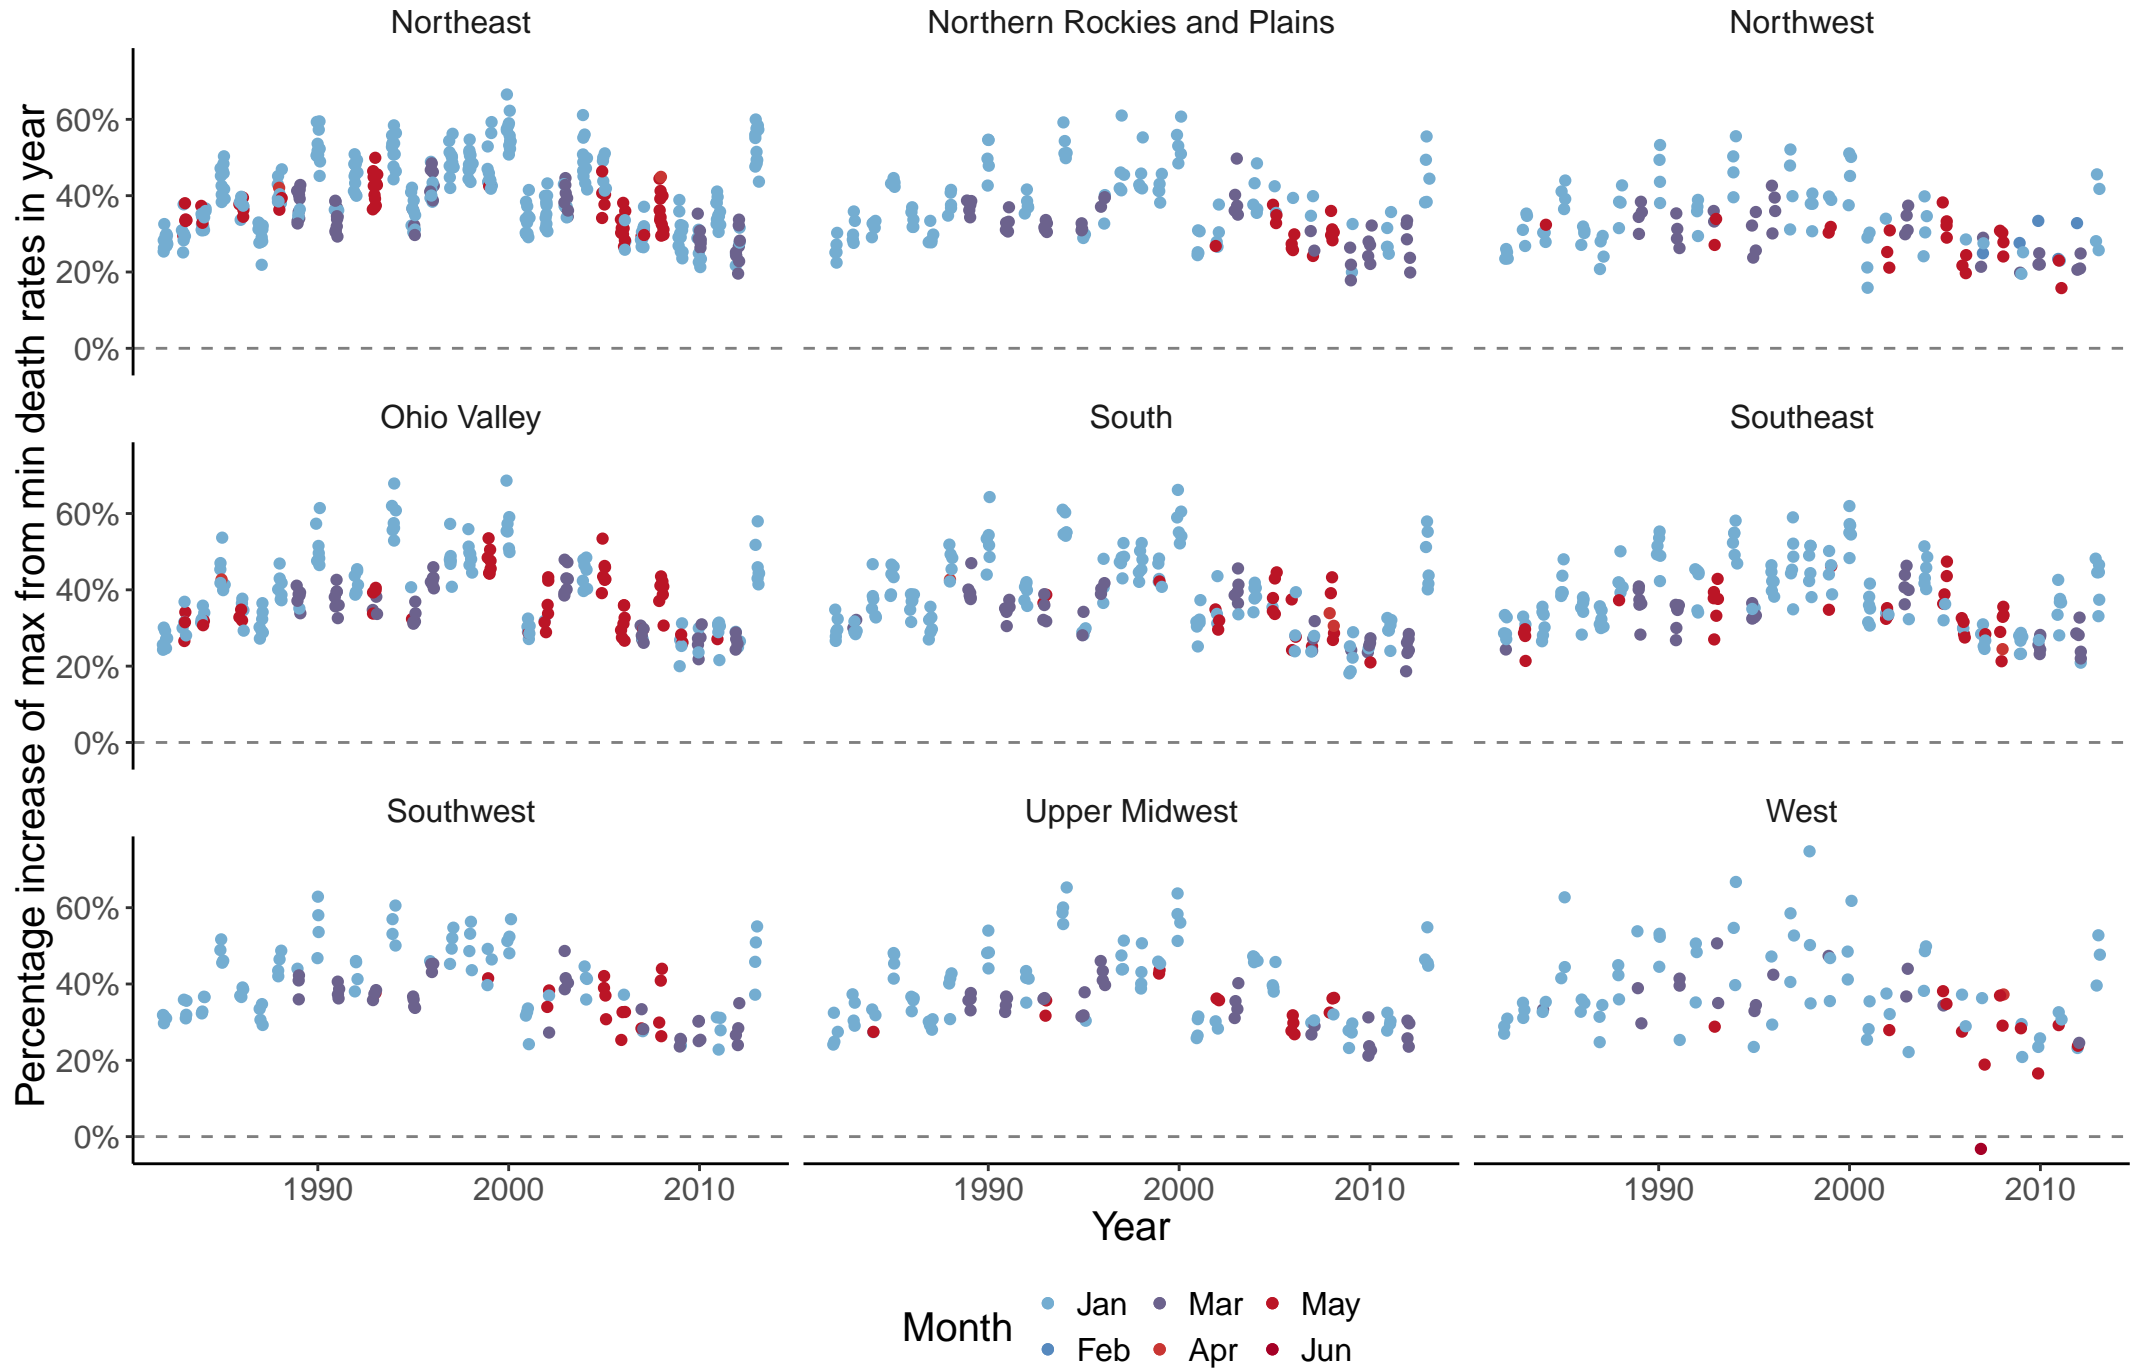 Northeast
Northern Rockies and Plains
Northwest
60%
40%
20%
0%
Ohio Valley
South
Southeast
60%
40%
20%
0%
Southwest
Upper Midwest
West
60%
40%
20%
0%
Percentage increase of max from min death rates in year
1990 2000 2010
1990 2000 2010
1990 2000 2010
Year
Month
Jan Mar May
Feb Apr Jun